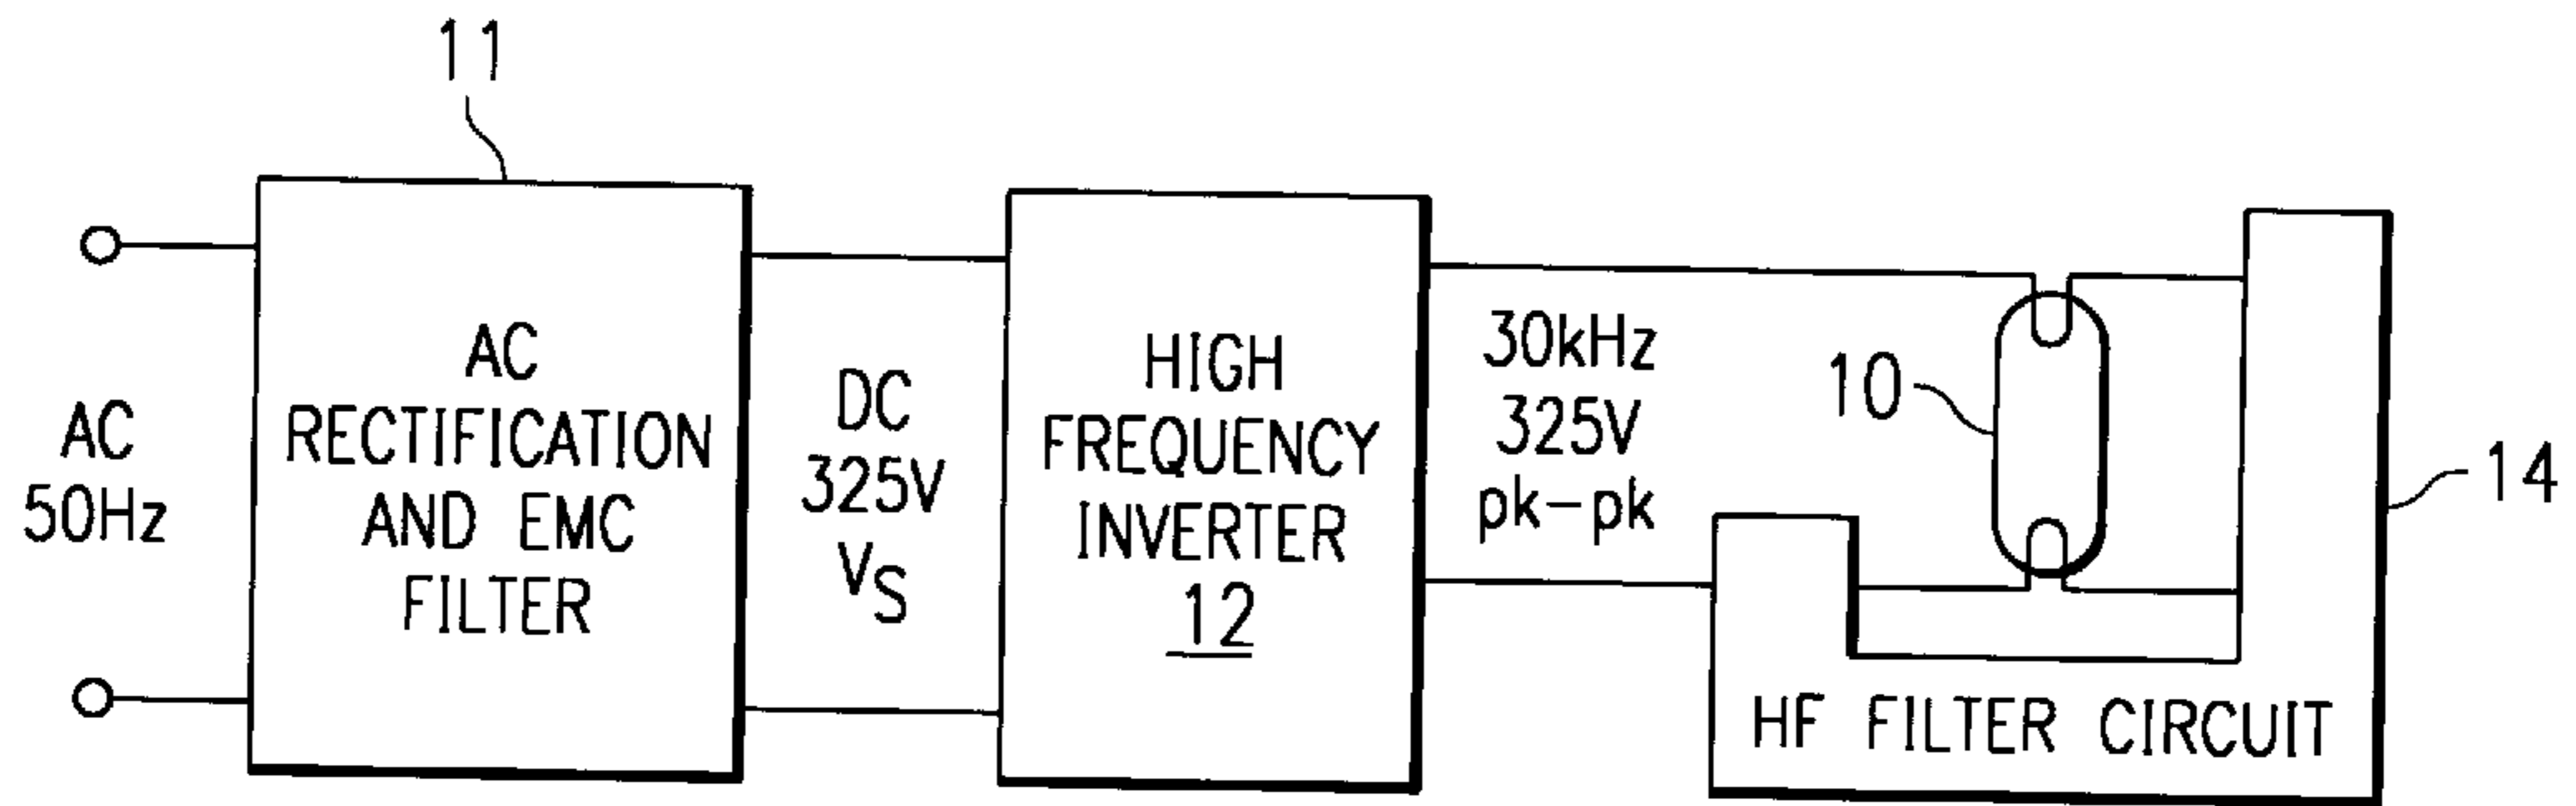 11
AC
50Hz
AC
RECTIFICATION
AND EMC
FILTER
DC
325V
VS
HIGH
FREQUENCY
INVERTER
12
30kHz
325V
pk-pk
10
14
HF FILTER CIRCUIT